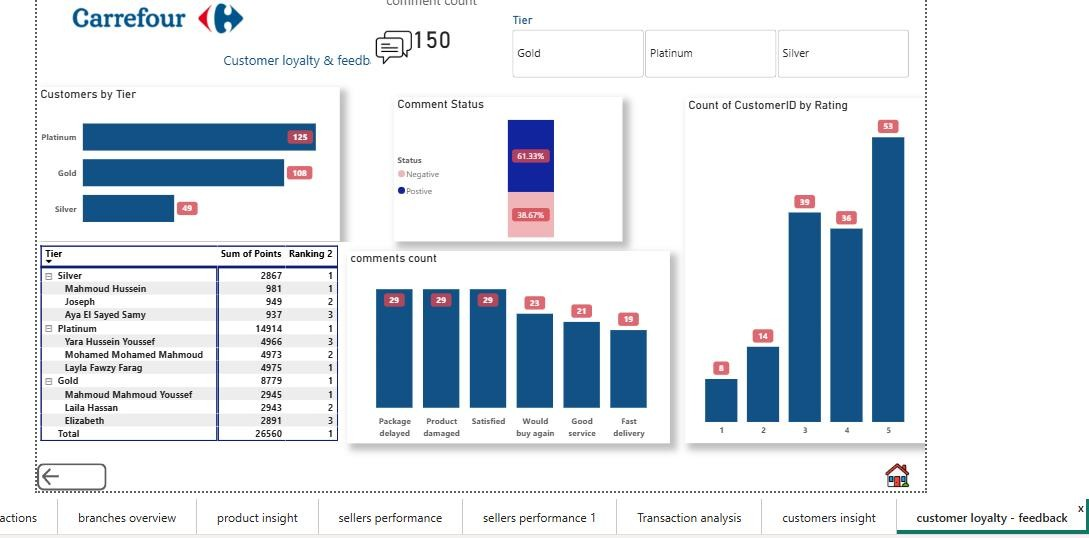 comment count
Carrefour
150
Customer loyalty & feedb
Tier
Gold
Platinum
Silver
Customers by Tier
Platinum
125
Gold
108
Silver
49
Comment Status
Status
Negative
Postive
61.33%
38.67%
Count of CustomerID by Rating
8
14
39
36
53
1
2
3
4
5
Tier Sum of Points Ranking 2
Silver 2867 1
Mahmoud Hussein 981 1
Joseph 949 2
Aya El Sayed Samy 937 3
Platinum 14914 1
Yara Hussein Youssef 4966 3
Mohamed Mohamed Mahmoud 4973 2
Layla Fawzy Farag 4975 1
Gold 8779 1
Mahmoud Mahmoud Youssef 2945 1
Laila Hassan 2943 2
Elizabeth 2891 3
Total 26560 1
comments count
29
29
29
23
21
19
Package
delayed
Product
damaged
Satisfied
Would
buy again
Good
service
Fast
delivery
actions
branches overview
product insight
sellers performance
sellers performance 1
Transaction analysis
customers insight
customer loyalty - feedback
x